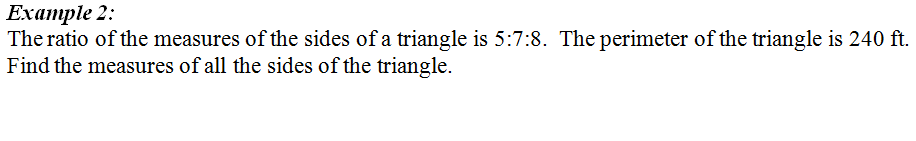 Example 2:
The ratio of the measures of the sides of a triangle is 5:7:8.  The perimeter of the triangle is 240 ft.
Find the measures of all the sides of the triangle.